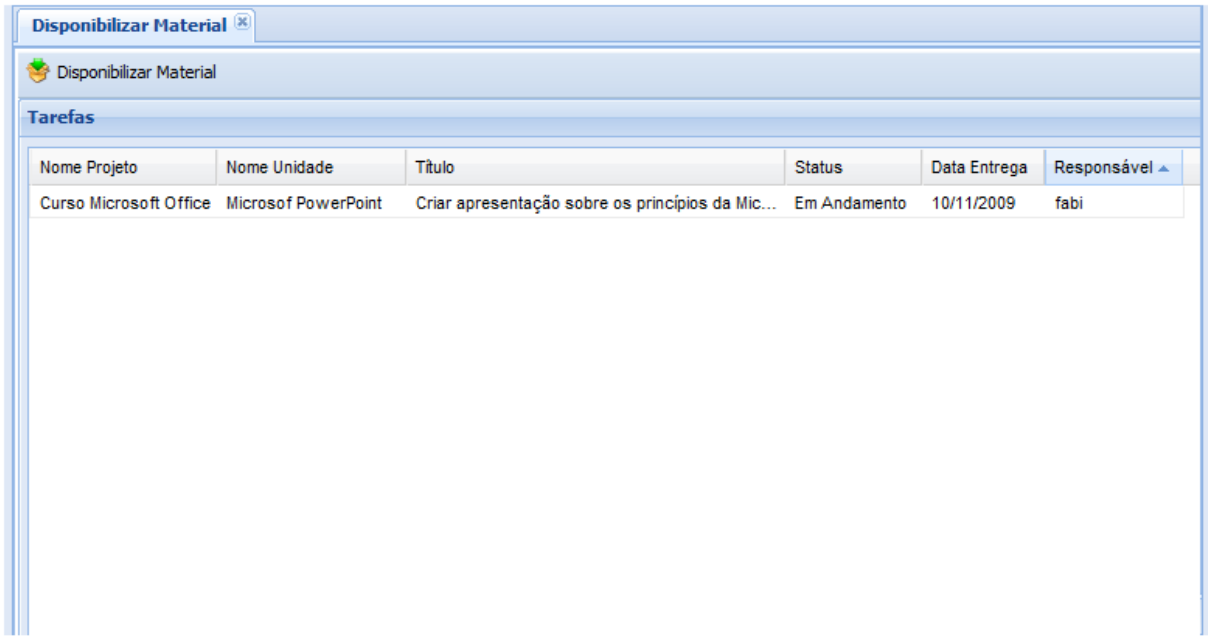 Disponibilizar Material
Disponibilizar Material
Tarefas
Nome Projeto Nome Unidade Título Status Data Entrega Responsável
Curso Microsoft Office Microsof PowerPoint Criar apresentação sobre os princípios da Mic... Em Andamento 10/11/2009 fabi